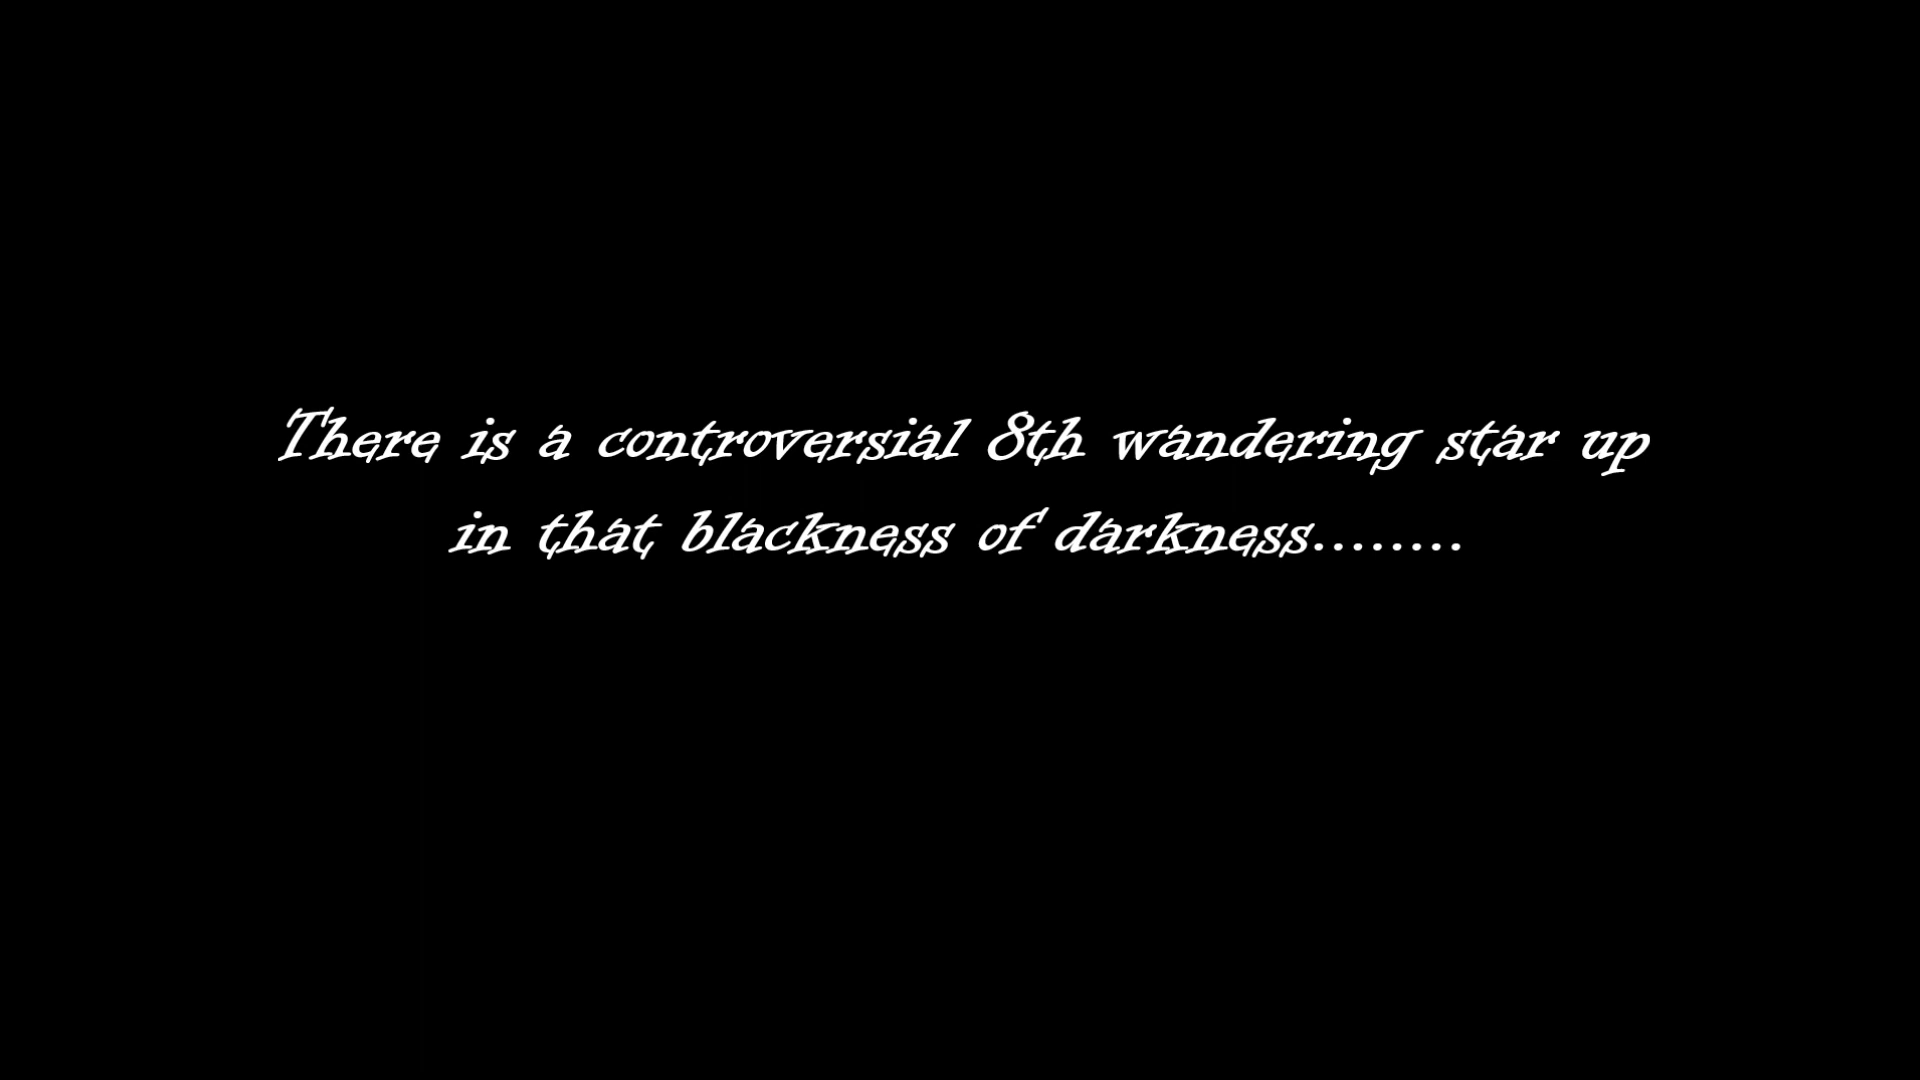 There is a controversial 8th wandering star up
in that blackness of darkness........